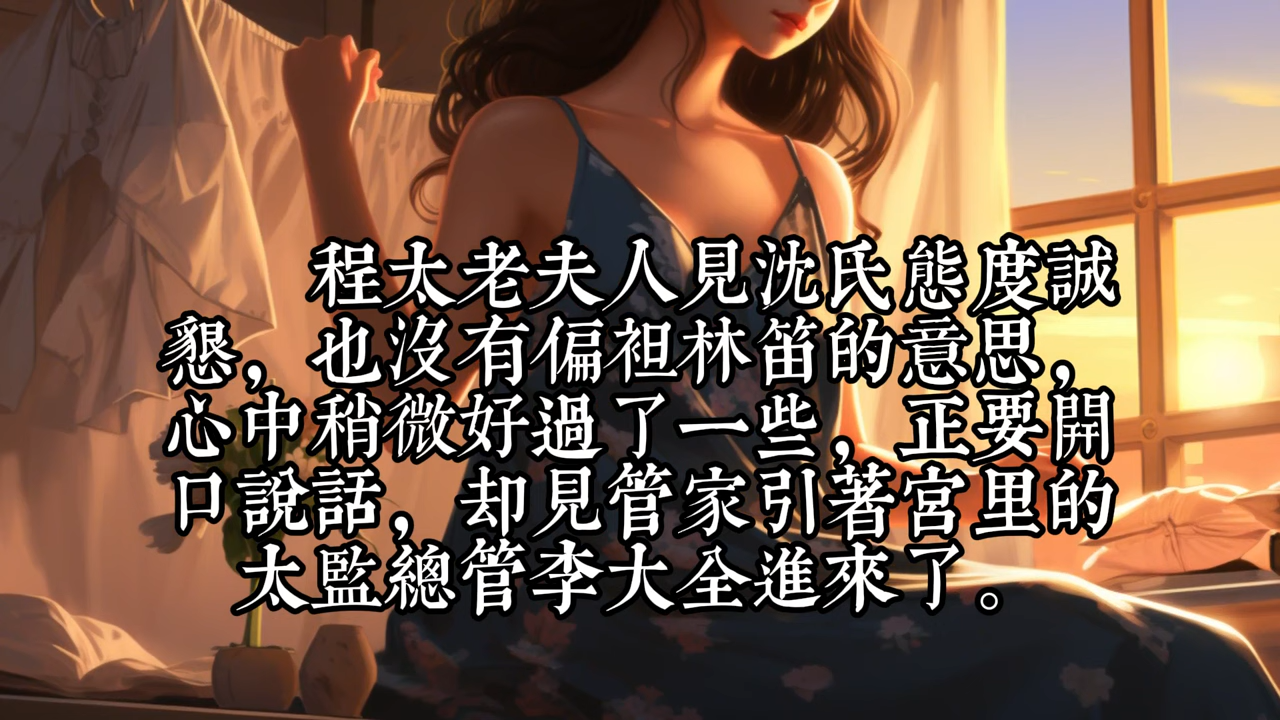 程太老夫人見沈氏態度誠
懇，也沒有偏袒林笛的意思，
心中稍微好過了一些，正要開
口說話，却見管家引著宮里的
太監總管李大全進來了。